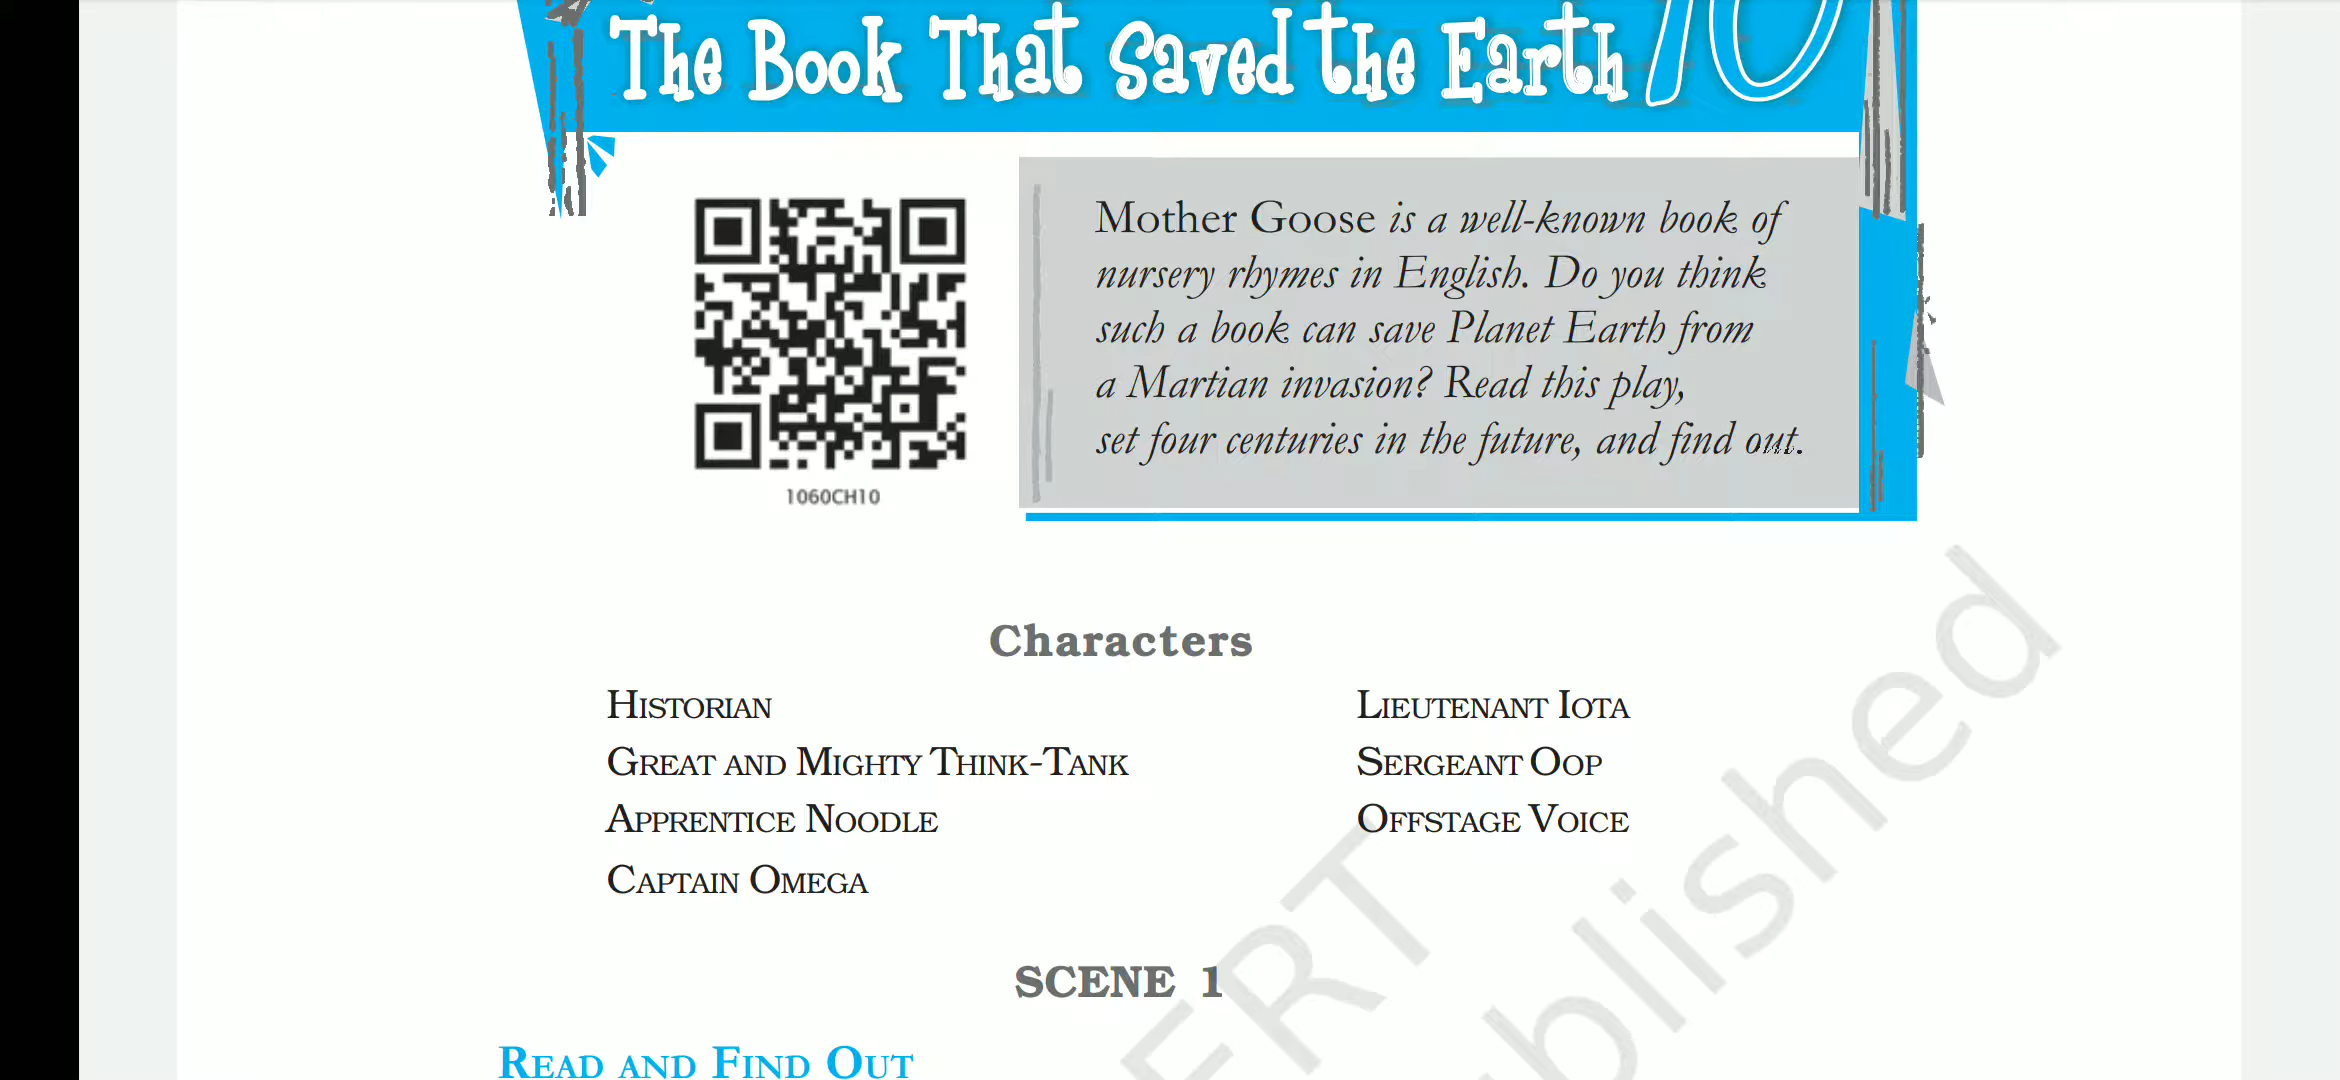 The Book That Saved the Earth 10
Mother Goose is a well-known book of
nursery rhymes in English. Do you think
such a book can save Planet Earth from
a Martian invasion? Read this play,
set four centuries in the future, and find out.
1060CH10
Characters
HISTORIAN
GREAT AND MIGHTY THINK-TANK
APPRENTICE NOODLE
CAPTAIN OMEGA
LIEUTENANT IOTA
SERGEANT OOP
OFFSTAGE VOICE
SCENE 1
READ AND FIND OUT